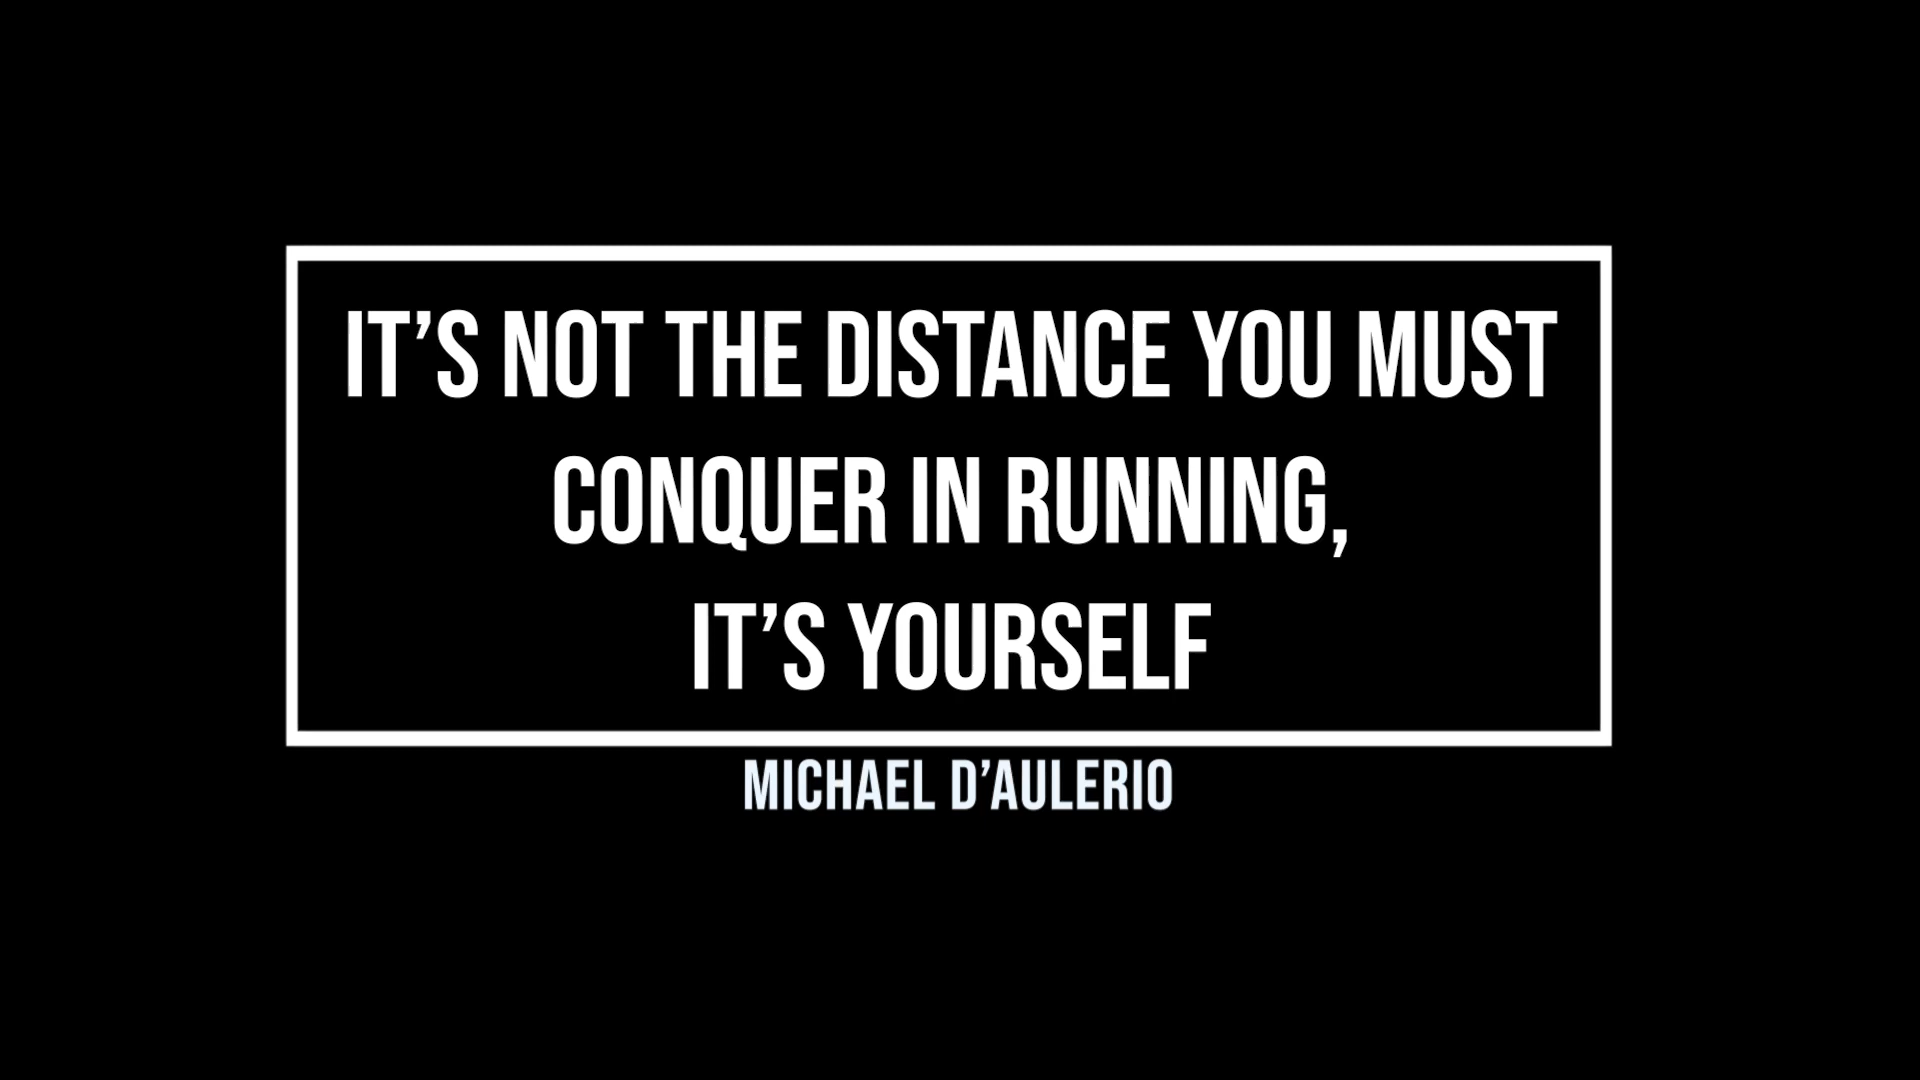 IT’S NOT THE DISTANCE YOU MUST
CONQUER IN RUNNING,
IT’S YOURSELF
MICHAEL D’AULERIO